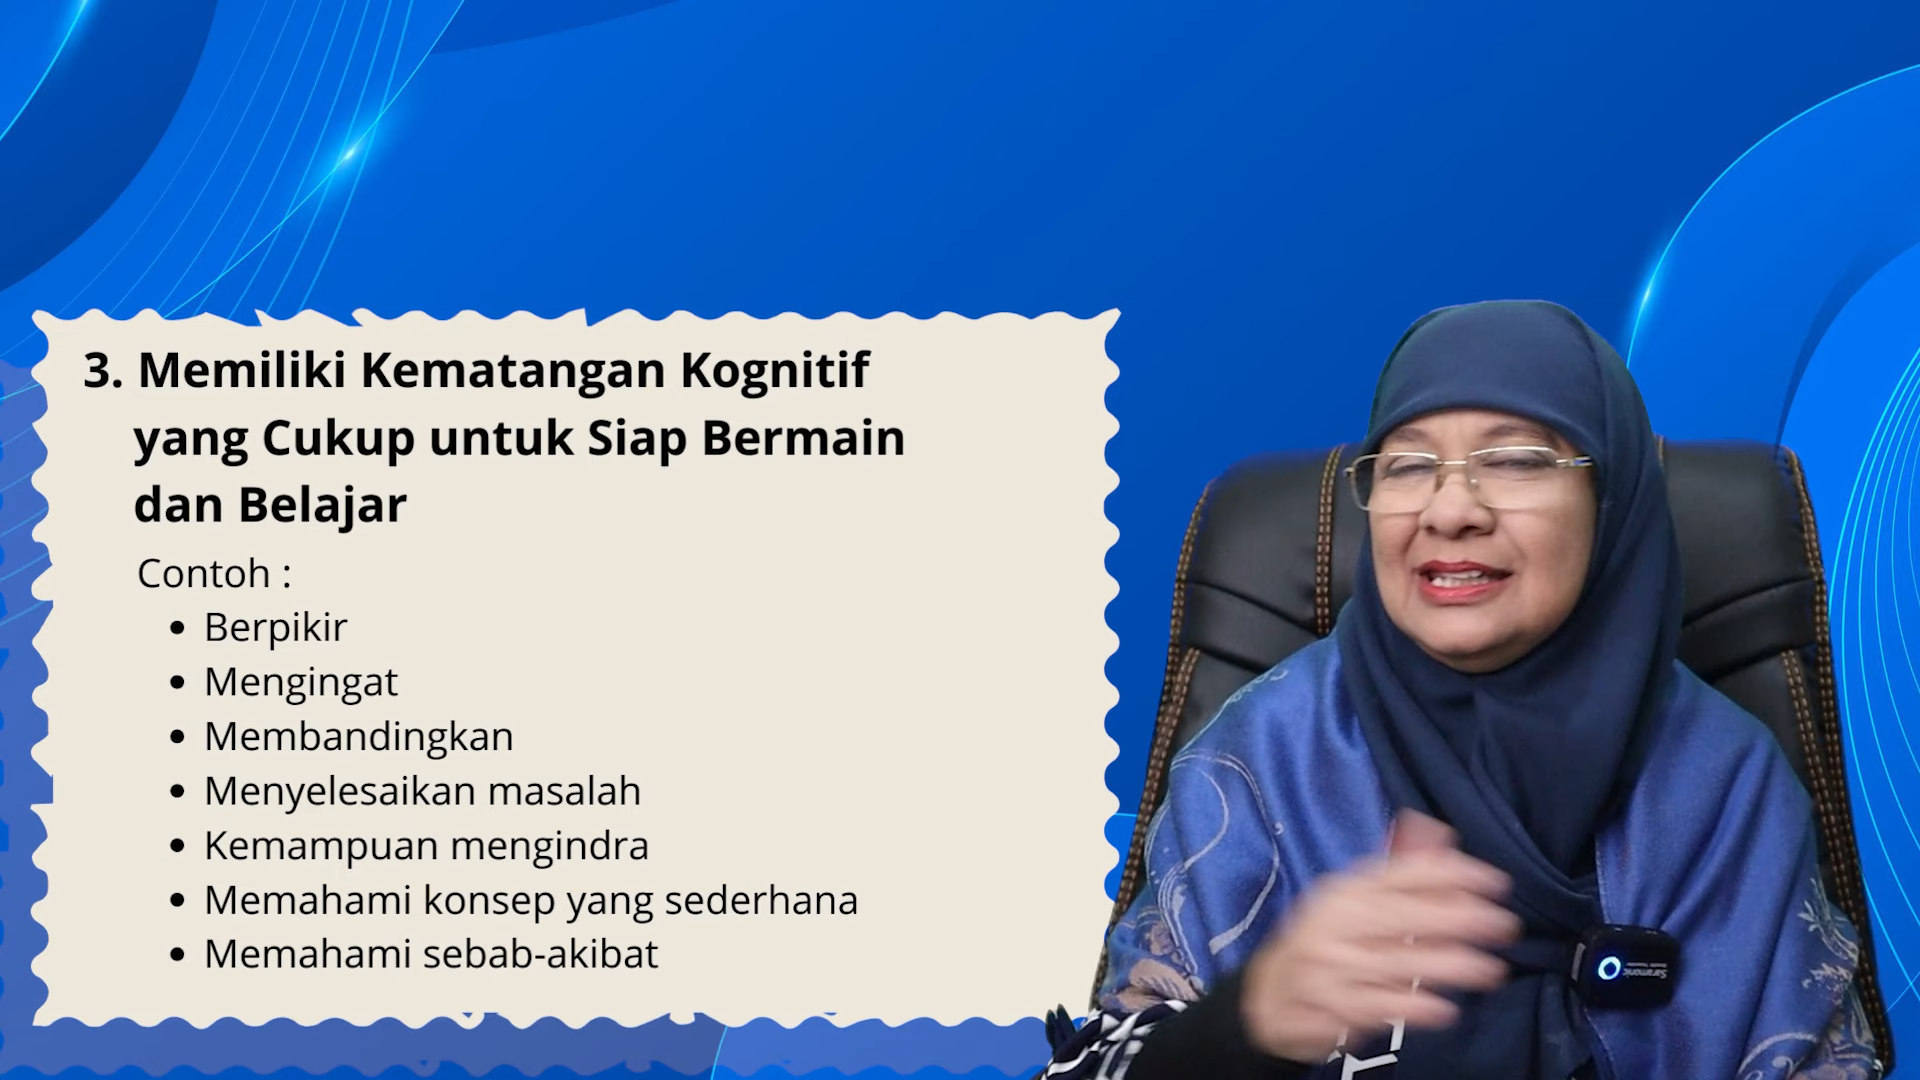 3. Memiliki Kematangan Kognitif
yang Cukup untuk Siap Bermain
dan Belajar
Contoh :
• Berpikir
• Mengingat
• Membandingkan
• Menyelesaikan masalah
• Kemampuan mengindra
• Memahami konsep yang sederhana
• Memahami sebab-akibat
Saramonic